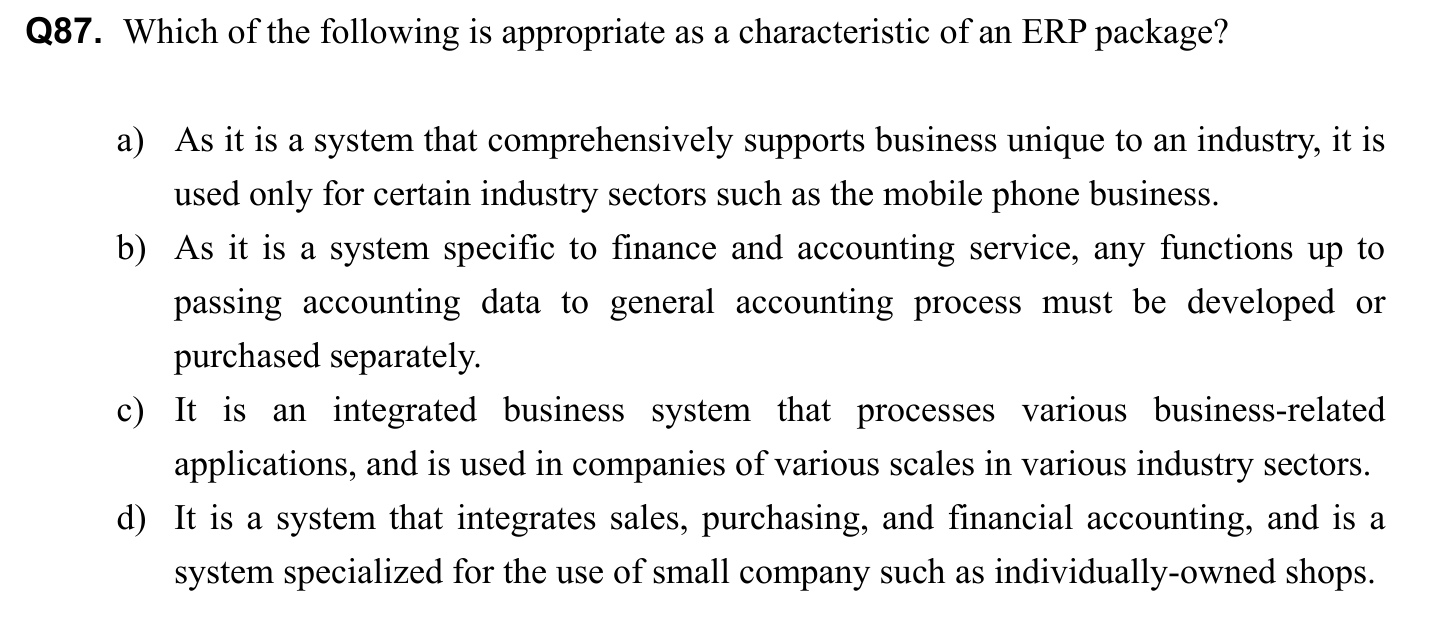 Q87. Which of the following is appropriate as a characteristic of an ERP package?
a) As it is a system that comprehensively supports business unique to an industry, it is
used only for certain industry sectors such as the mobile phone business.
b) As it is a system specific to finance and accounting service, any functions up to
passing accounting data to general accounting process must be developed or
purchased separately.
c) It is an integrated business system that processes various business-related
applications, and is used in companies of various scales in various industry sectors.
d) It is a system that integrates sales, purchasing, and financial accounting, and is a
system specialized for the use of small company such as individually-owned shops.